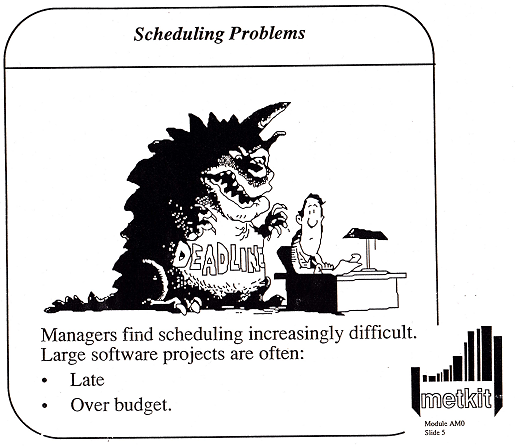 Scheduling Problems
DEADLINE
Managers find scheduling increasingly difficult.
Large software projects are often:
• Late
• Over budget.
metkit
Module AM0
Slide 5